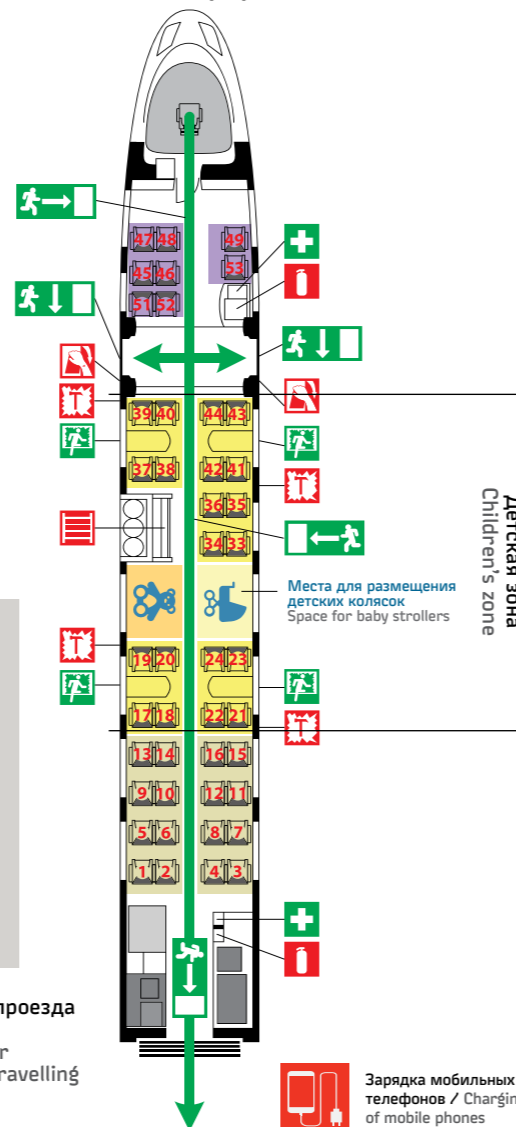 47 48 49
45 46 53
51 52
39 40 44 43
37 38 42 41
36 35
34 33
Места для размещения
детских колясок
Space for baby strollers
Детская зона
Children's zone
19 20 24 23
17 18 22 21
13 14 16 15
9 10 12 11
5 6 8 7
1 2 4 3
T
T
T
T
проезда
r
ravelling
Зарядка мобильных
телефонов / Chargin
of mobile phones